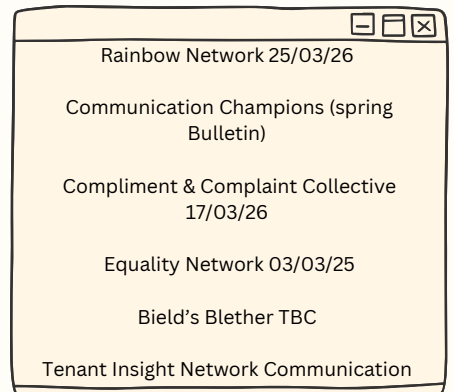 Rainbow Network 25/03/26
Communication Champions (spring
Bulletin)
Compliment & Complaint Collective
17/03/26
Equality Network 03/03/25
Bield’s Blether TBC
Tenant Insight Network Communication